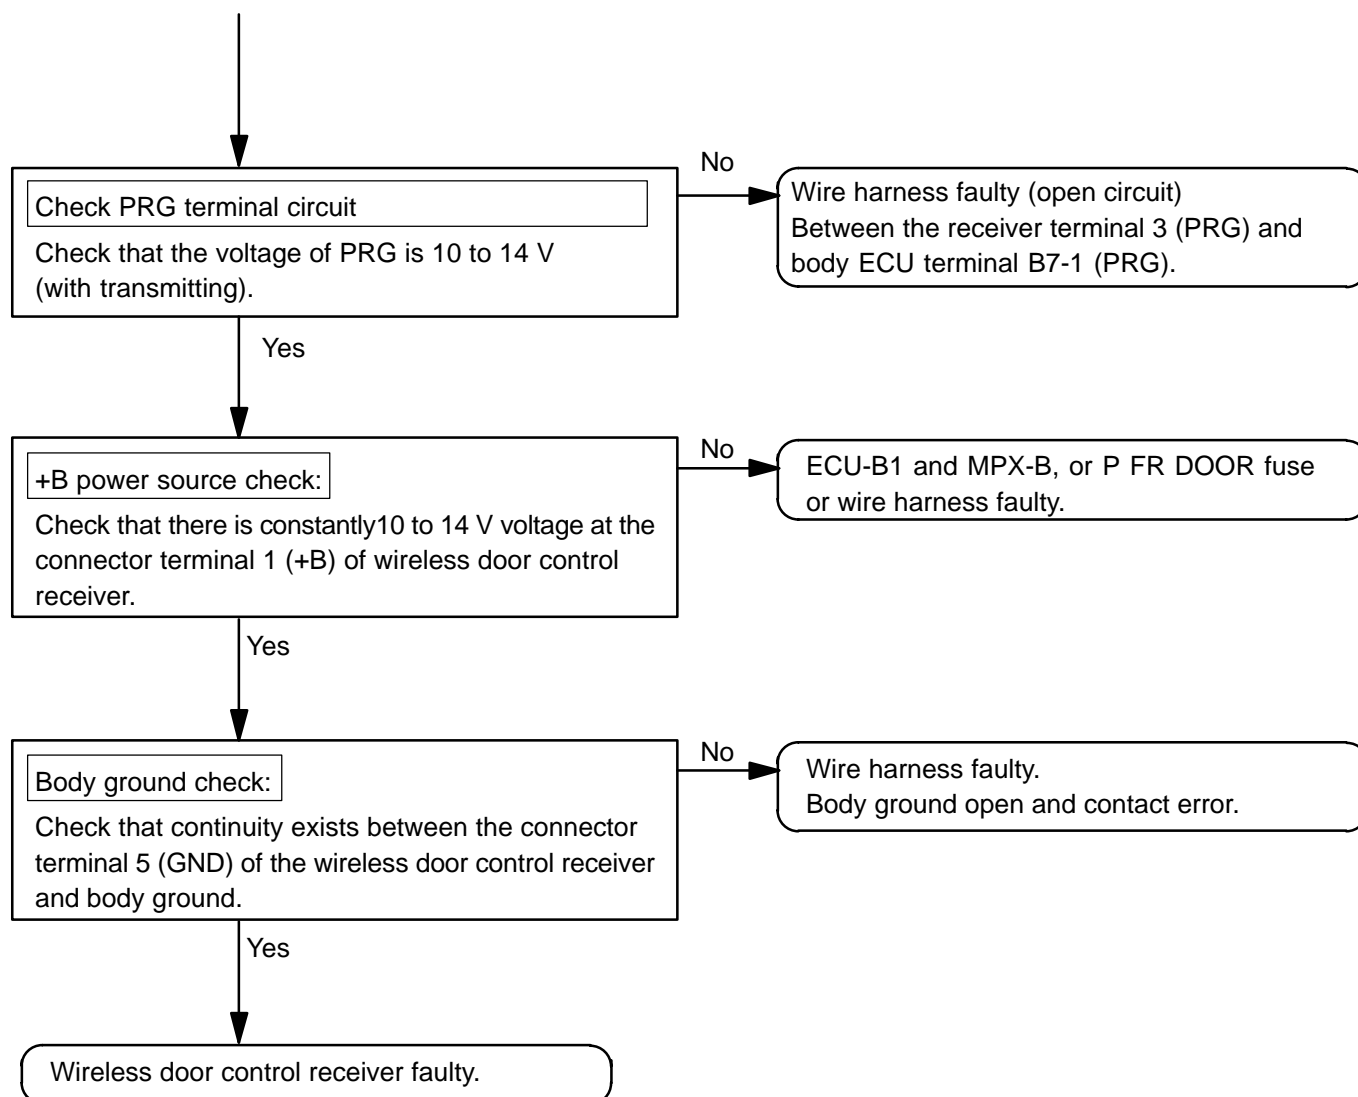 No
Check PRG terminal circuit
Check that the voltage of PRG is 10 to 14 V
(with transmitting).
Wire harness faulty (open circuit)
Between the receiver terminal 3 (PRG) and
body ECU terminal B7-1 (PRG).
Yes
No
+B power source check:
Check that there is constantly10 to 14 V voltage at the
connector terminal 1 (+B) of wireless door control
receiver.
ECU-B1 and MPX-B, or P FR DOOR fuse
or wire harness faulty.
Yes
No
Body ground check:
Check that continuity exists between the connector
terminal 5 (GND) of the wireless door control receiver
and body ground.
Wire harness faulty.
Body ground open and contact error.
Yes
Wireless door control receiver faulty.